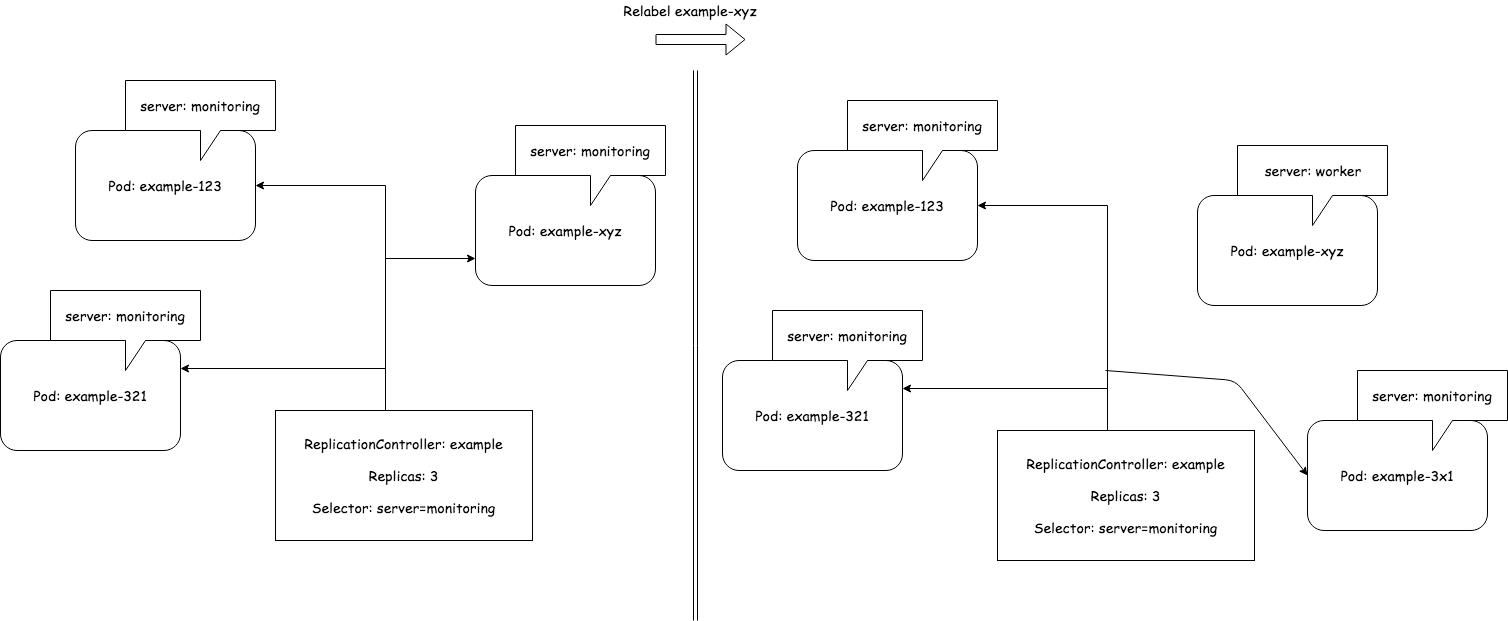 Relabel example-xyz
server: monitoring
Pod: example-123
server: monitoring
Pod: example-xyz
server: monitoring
Pod: example-321
ReplicationController: example
Replicas: 3
Selector: server=monitoring
server: monitoring
Pod: example-123
server: worker
Pod: example-xyz
server: monitoring
Pod: example-321
server: monitoring
Pod: example-3x1
ReplicationController: example
Replicas: 3
Selector: server=monitoring